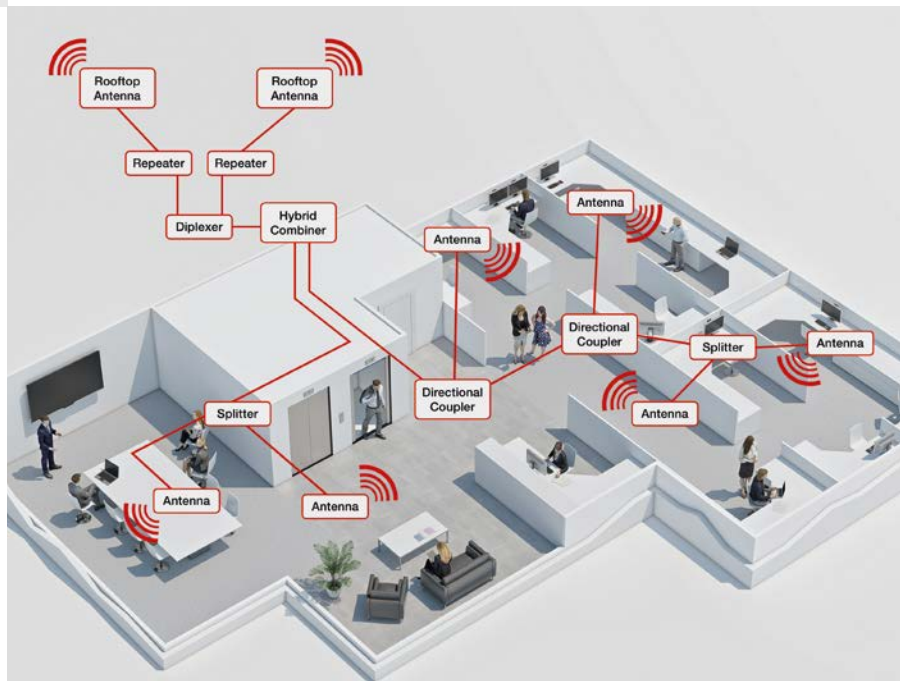 Rooftop
Antenna
Rooftop
Antenna
Repeater
Repeater
Diplexer
Hybrid
Combiner
Antenna
Antenna
Directional
Coupler
Splitter
Antenna
Directional
Coupler
Antenna
Splitter
Antenna
Antenna